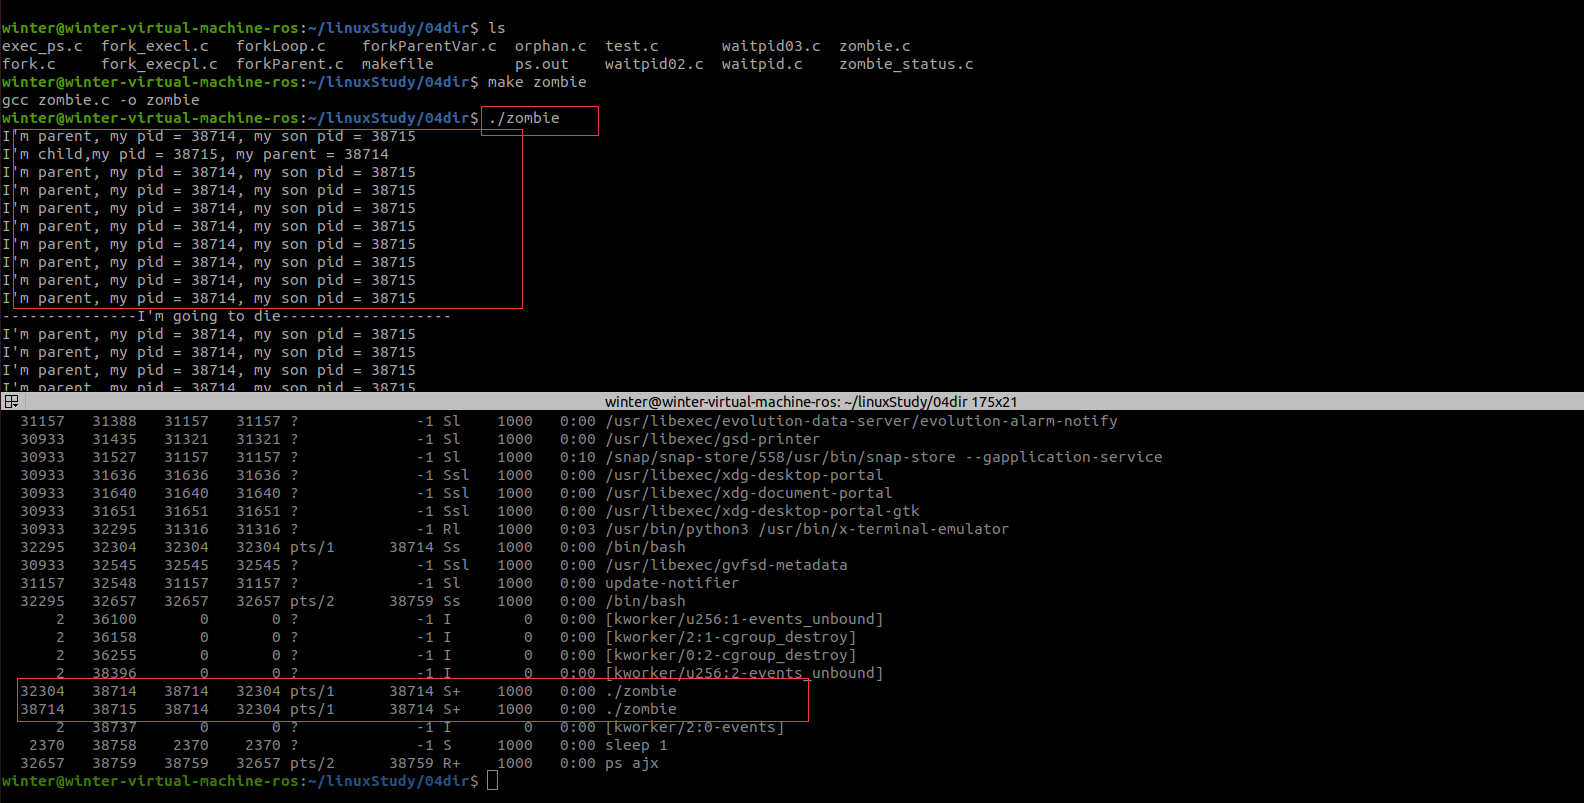 winter@winter-virtual-machine-ros:~/linuxStudy/04dir$ ls
exec_ps.c  fork_execl.c   forkLoop.c    forkParentVar.c  orphan.c  test.c       waitpid03.c  zombie.c
fork.c     fork_execpl.c  forkParent.c  makefile         ps.out    waitpid02.c  waitpid.c    zombie_status.c
winter@winter-virtual-machine-ros:~/linuxStudy/04dir$ make zombie
gcc zombie.c -o zombie
winter@winter-virtual-machine-ros:~/linuxStudy/04dir$ ./zombie
I'm parent, my pid = 38714, my son pid = 38715
I'm child,my pid = 38715, my parent = 38714
I'm parent, my pid = 38714, my son pid = 38715
I'm parent, my pid = 38714, my son pid = 38715
I'm parent, my pid = 38714, my son pid = 38715
I'm parent, my pid = 38714, my son pid = 38715
I'm parent, my pid = 38714, my son pid = 38715
I'm parent, my pid = 38714, my son pid = 38715
I'm parent, my pid = 38714, my son pid = 38715
I'm parent, my pid = 38714, my son pid = 38715
---------------I'm going to die-------------------
I'm parent, my pid = 38714, my son pid = 38715
I'm parent, my pid = 38714, my son pid = 38715
I'm parent, my pid = 38714, my son pid = 38715
I'm parent, my pid = 38714, my son pid = 38715
winter@winter-virtual-machine-ros: ~/linuxStudy/04dir 175x21
31157   31388   31157   31157 ?             -1 Sl    1000   0:00 /usr/libexec/evolution-data-server/evolution-alarm-notify
30933   31435   31321   31321 ?             -1 Sl    1000   0:00 /usr/libexec/gsd-printer
30933   31527   31157   31157 ?             -1 Sl    1000   0:10 /snap/snap-store/558/usr/bin/snap-store --gapplication-service
30933   31636   31636   31636 ?             -1 Ssl   1000   0:00 /usr/libexec/xdg-desktop-portal
30933   31640   31640   31640 ?             -1 Ssl   1000   0:00 /usr/libexec/xdg-document-portal
30933   31651   31651   31651 ?             -1 Ssl   1000   0:00 /usr/libexec/xdg-desktop-portal-gtk
30933   32295   31316   31316 ?             -1 Rl    1000   0:03 /usr/bin/python3 /usr/bin/x-terminal-emulator
32295   32304   32304   32304 pts/1      38714 Ss    1000   0:00 /bin/bash
30933   32545   32545   32545 ?             -1 Ssl   1000   0:00 /usr/libexec/gvfsd-metadata
31157   32548   31157   31157 ?             -1 Sl    1000   0:00 update-notifier
32295   32657   32657   32657 pts/2      38759 Ss    1000   0:00 /bin/bash
2   36100       0       0 ?             -1 I        0   0:00 [kworker/u256:1-events_unbound]
2   36158       0       0 ?             -1 I        0   0:00 [kworker/2:1-cgroup_destroy]
2   36255       0       0 ?             -1 I        0   0:00 [kworker/0:2-cgroup_destroy]
2   38396       0       0 ?             -1 I        0   0:00 [kworker/u256:2-events_unbound]
32304   38714   38714   32304 pts/1      38714 S+    1000   0:00 ./zombie
38714   38715   38714   32304 pts/1      38714 S+    1000   0:00 ./zombie
2   38737       0       0 ?             -1 I        0   0:00 [kworker/2:0-events]
2370   38758    2370    2370 ?             -1 S     1000   0:00 sleep 1
32657   38759   38759   32657 pts/2      38759 R+    1000   0:00 ps ajx
winter@winter-virtual-machine-ros:~/linuxStudy/04dir$